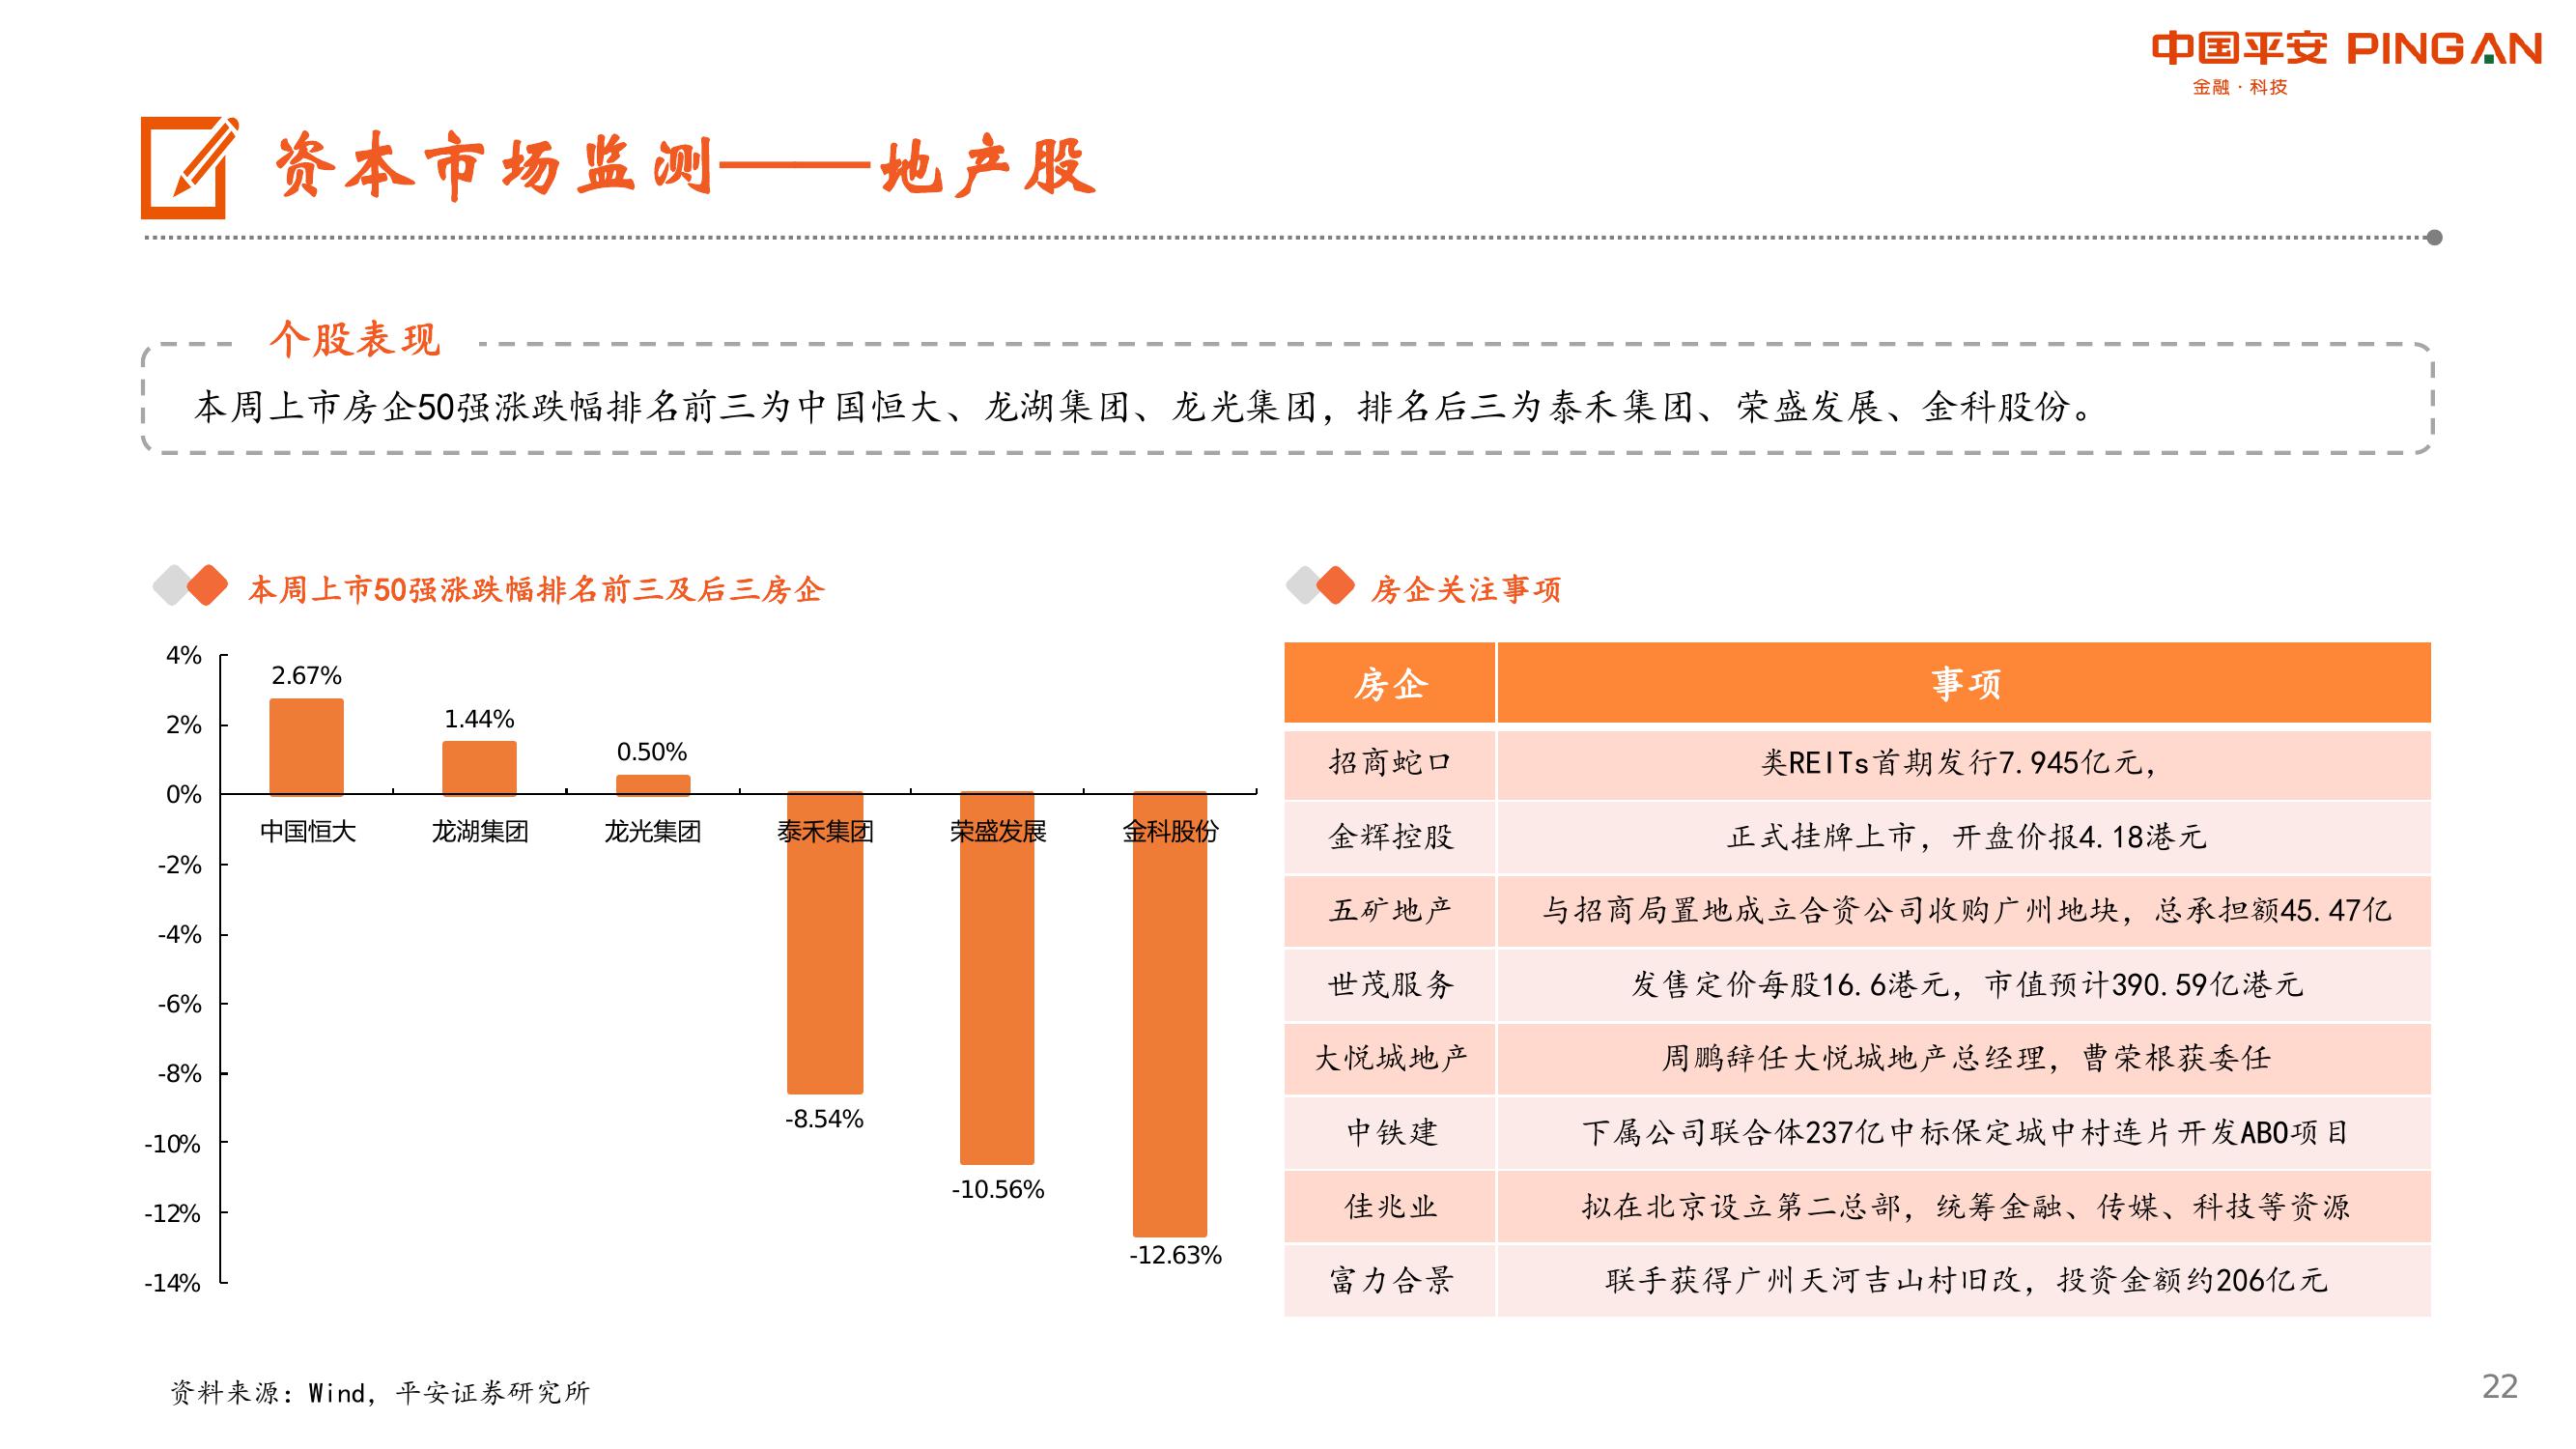 中国平安 PINGAN
金融·科技
资本市场监测——地产股
个股表现
本周上市房企50强涨跌幅排名前三为中国恒大、龙湖集团、龙光集团，排名后三为泰禾集团、荣盛发展、金科股份。
本周上市50强涨跌幅排名前三及后三房企
4%
2%
0%
-2%
-4%
-6%
-8%
-10%
-12%
-14%
2.67%
1.44%
0.50%
-8.54%
-10.56%
-12.63%
中国恒大 龙湖集团 龙光集团 泰禾集团 荣盛发展 金科股份
房企关注事项
房企 事项
招商蛇口 类REITs首期发行7.945亿元，
金辉控股 正式挂牌上市，开盘价报4.18港元
五矿地产 与招商局置地成立合资公司收购广州地块，总承担额45.47亿
世茂服务 发售定价每股16.6港元，市值预计390.59亿港元
大悦城地产 周鹏辞任大悦城地产总经理，曹荣根获委任
中铁建 下属公司联合体237亿中标保定城中村连片开发ABO项目
佳兆业 拟在北京设立第二总部，统筹金融、传媒、科技等资源
富力合景 联手获得广州天河吉山村旧改，投资金额约206亿元
资料来源：Wind，平安证券研究所
22